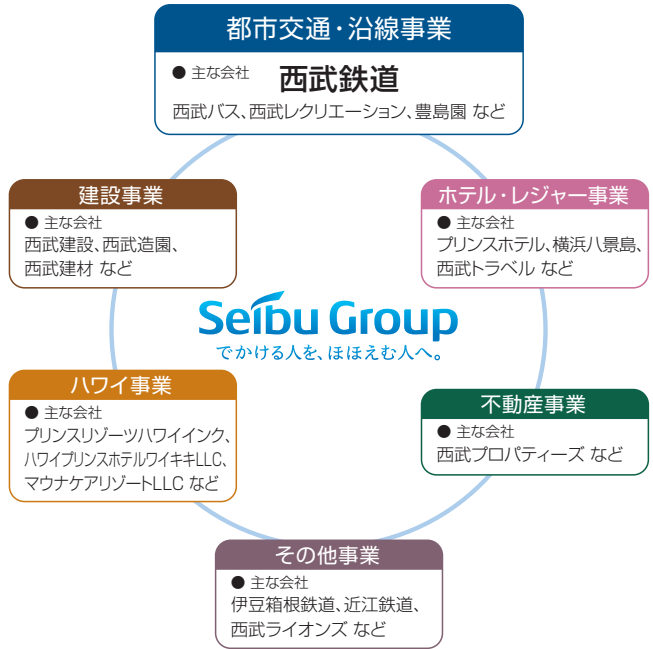 都市交通・沿線事業
● 主な会社 西武鉄道
西武バス、西武レクリエーション、豊島園 など
建設事業
● 主な会社
西武建設、西武造園、
西武建材 など
ホテル・レジャー事業
● 主な会社
プリンスホテル、横浜八景島、
西武トラベル など
Seibu Group
でかける人を、ほほえむ人へ。
ハワイ事業
● 主な会社
プリンスリゾーツハワイインク、
ハワイプリンスホテルワイキキLLC、
マウナケアリゾートLLC など
不動産事業
● 主な会社
西武プロパティーズ など
その他事業
● 主な会社
伊豆箱根鉄道、近江鉄道、
西武ライオンズ など